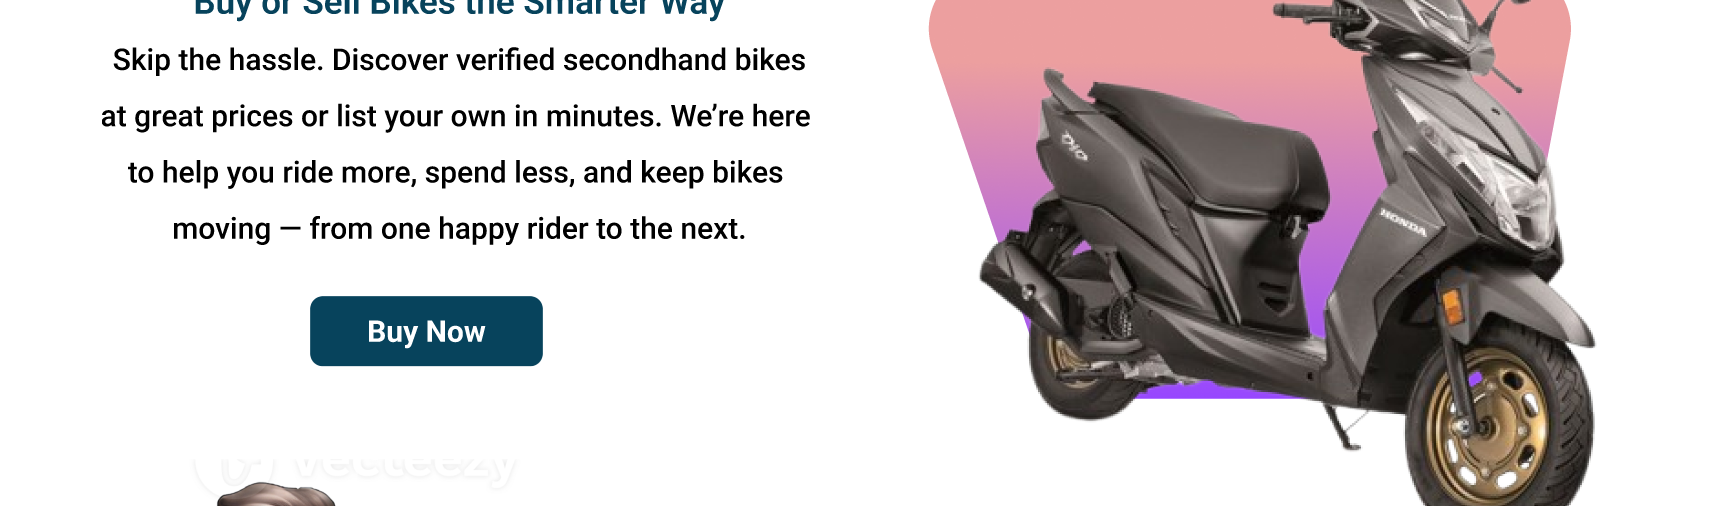 Buy or Sell Bikes the Smarter Way
Skip the hassle. Discover verified secondhand bikes
at great prices or list your own in minutes. We’re here
to help you ride more, spend less, and keep bikes
moving — from one happy rider to the next.
Buy Now
Dio
HONDA
vecteezy